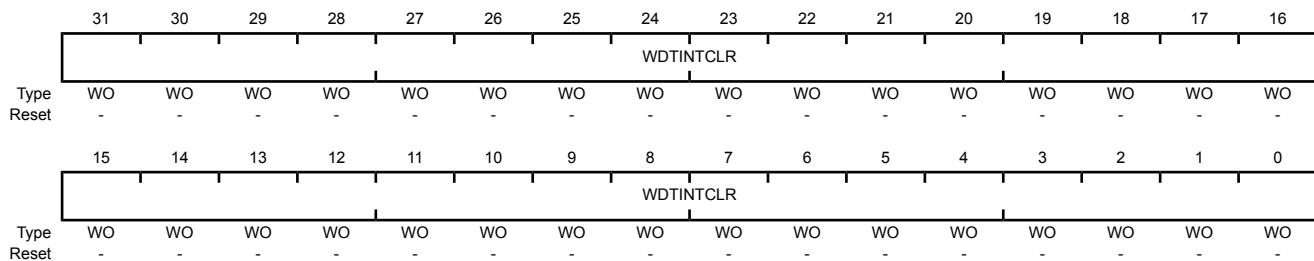 31 30 29 28 27 26 25 24 23 22 21 20 19 18 17 16
WDTINTCLR
Type WO WO WO WO WO WO WO WO WO WO WO WO WO WO WO WO
Reset - - - - - - - - - - - - - - - -
15 14 13 12 11 10 9 8 7 6 5 4 3 2 1 0
WDTINTCLR
Type WO WO WO WO WO WO WO WO WO WO WO WO WO WO WO WO
Reset - - - - - - - - - - - - - - - -